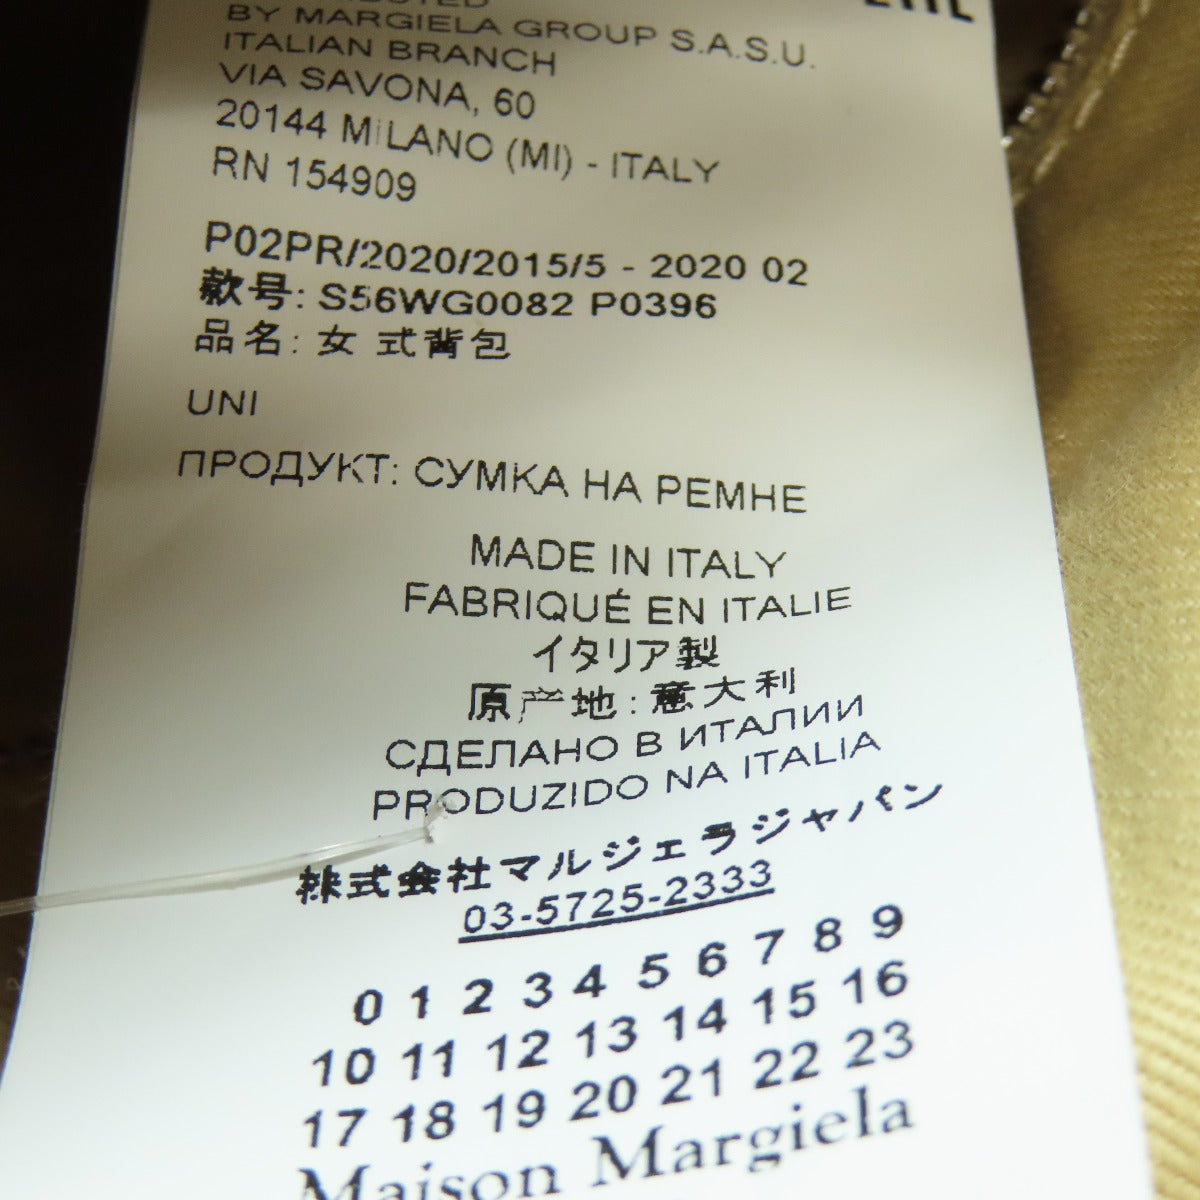 BY MARGIELA GROUP S.A.S.U.
ITALIAN BRANCH
VIA SAVONA, 60
20144 MILANO (MI) - ITALY
RN 154909
P02PR/2020/2015/5 - 2020 02
款号: S56WG0082 P0396
品名: 女 式背包
UNI
ПРОДУКТ: СУМКА НА РЕМНЕ
MADE IN ITALY
FABRIQUÉ EN ITALIE
イタリア製
原产地: 意大利
СДЕЛАНО В ИТАЛИИ
PRODUZIDO NA ITALIA
株式会社マルジェラジャパン
03-5725-2333
0 1 2 3 4 5 6 7 8 9
10 11 12 13 14 15 16
17 18 19 20 21 22 23
Maison Margiela